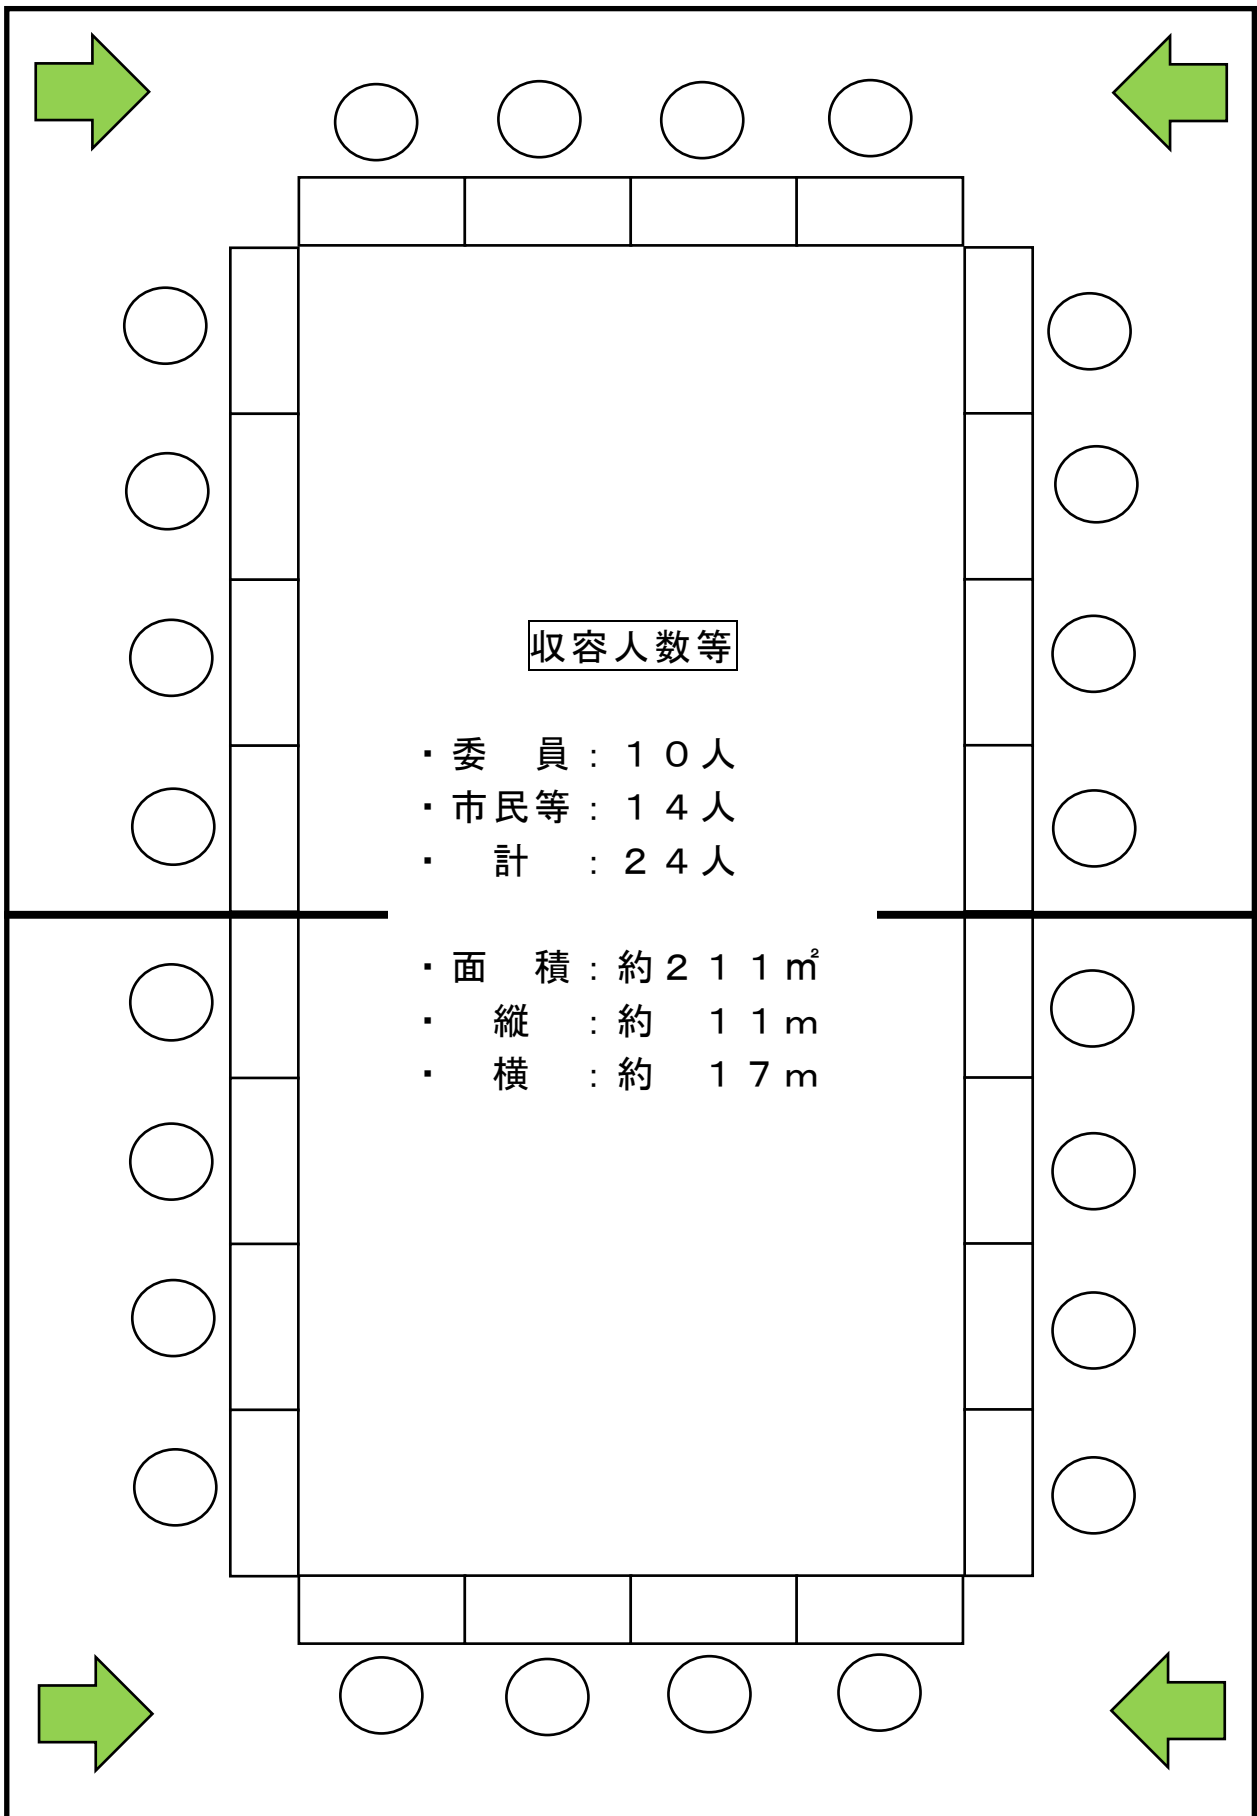 収容人数等
・委　員：１０人
・市民等：１４人
・　計　：２４人
・面　積：約２１１㎡
・　縦　：約　１１ｍ
・　横　：約　１７ｍ